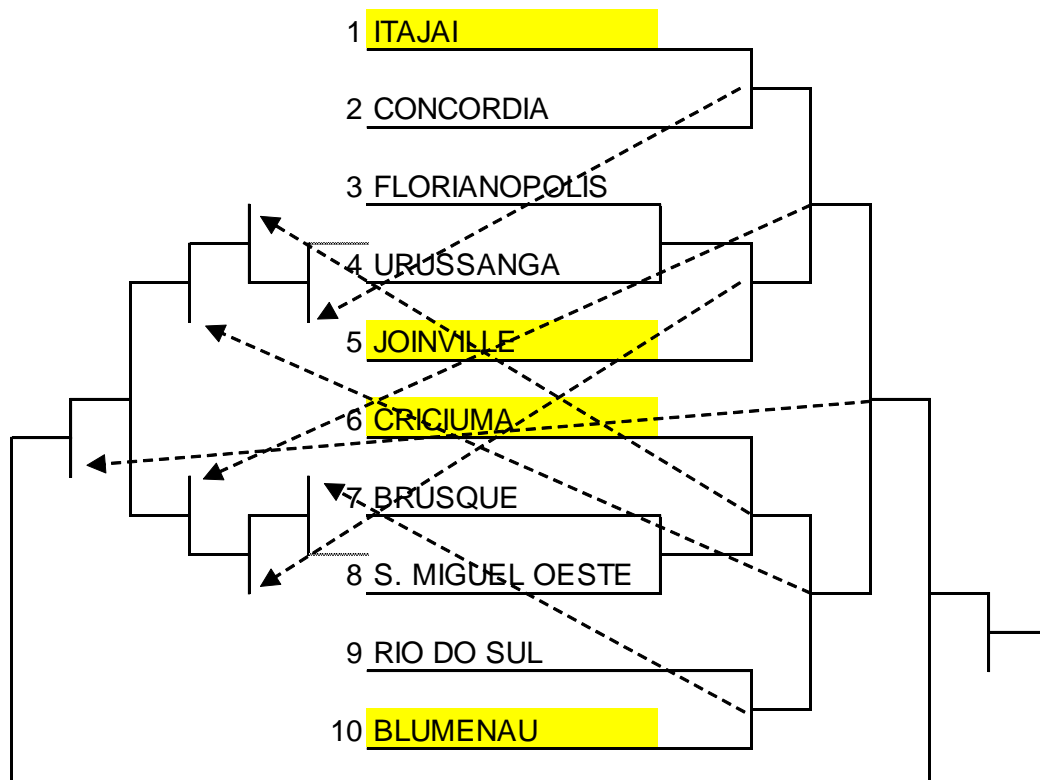 1 ITAJAI
2 CONCORDIA
3 FLORIANOPOLIS
4 URUSSANGA
5 JOINVILLE
6 CRICIUMA
7 BRUSQUE
8 S. MIGUEL OESTE
9 RIO DO SUL
10 BLUMENAU